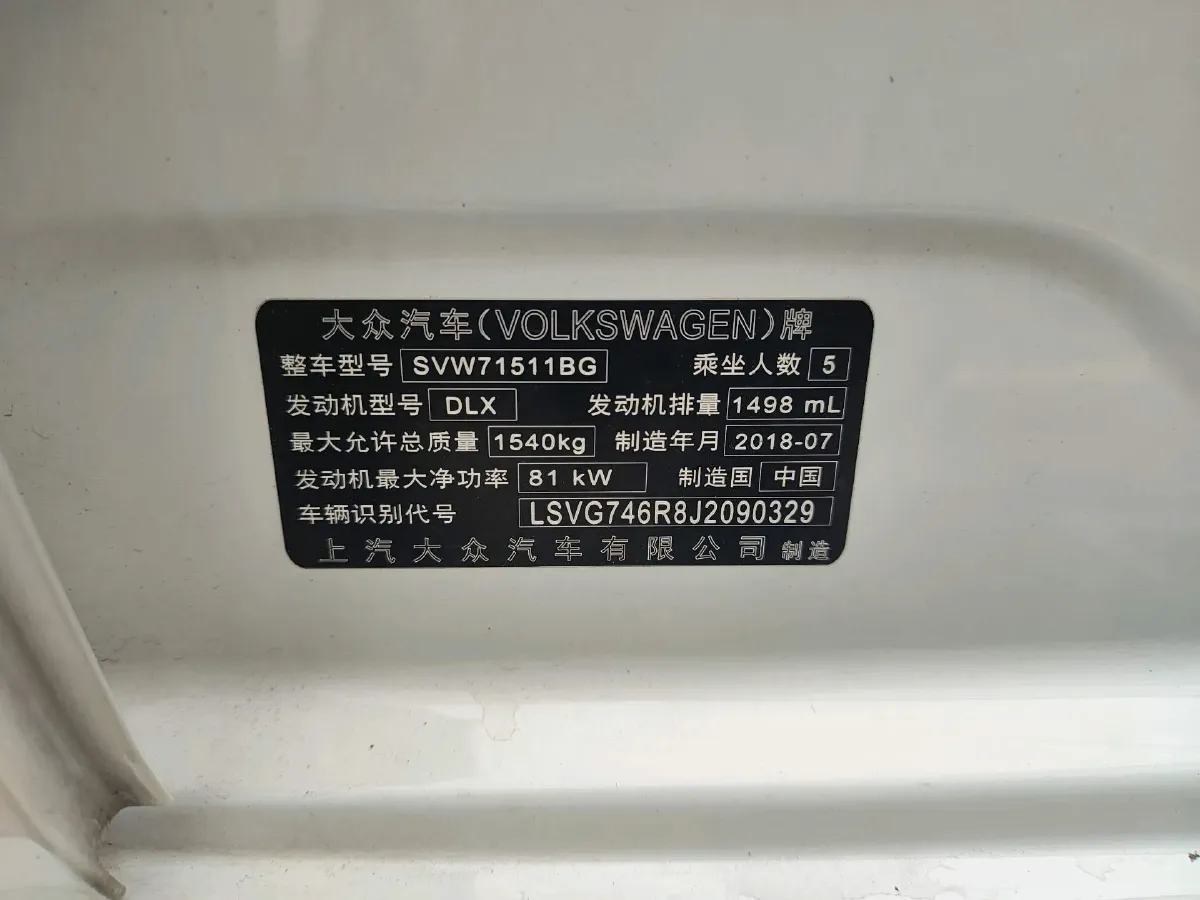 大众汽车(VOLKSWAGEN)牌
整车型号 SVW71511BG 乘坐人数 5
发动机型号 DLX 发动机排量 1498 mL
最大允许总质量 1540kg 制造年月 2018-07
发动机最大净功率 81 kW 制造国 中国
车辆识别代号 LSVG746R8J2090329
上汽大众汽车有限公司 制造